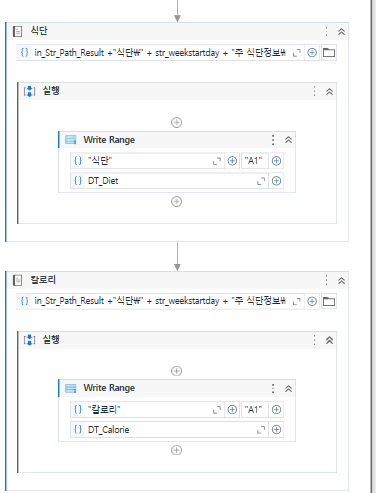 식단
in_Str_Path_Result +"식단₩" + str_weekstartday + "주 식단정보₩
실행
Write Range
"식단" "A1"
DT_Diet
칼로리
in_Str_Path_Result +"식단₩" + str_weekstartday + "주 식단정보₩
실행
Write Range
"칼로리" "A1"
DT_Calorie